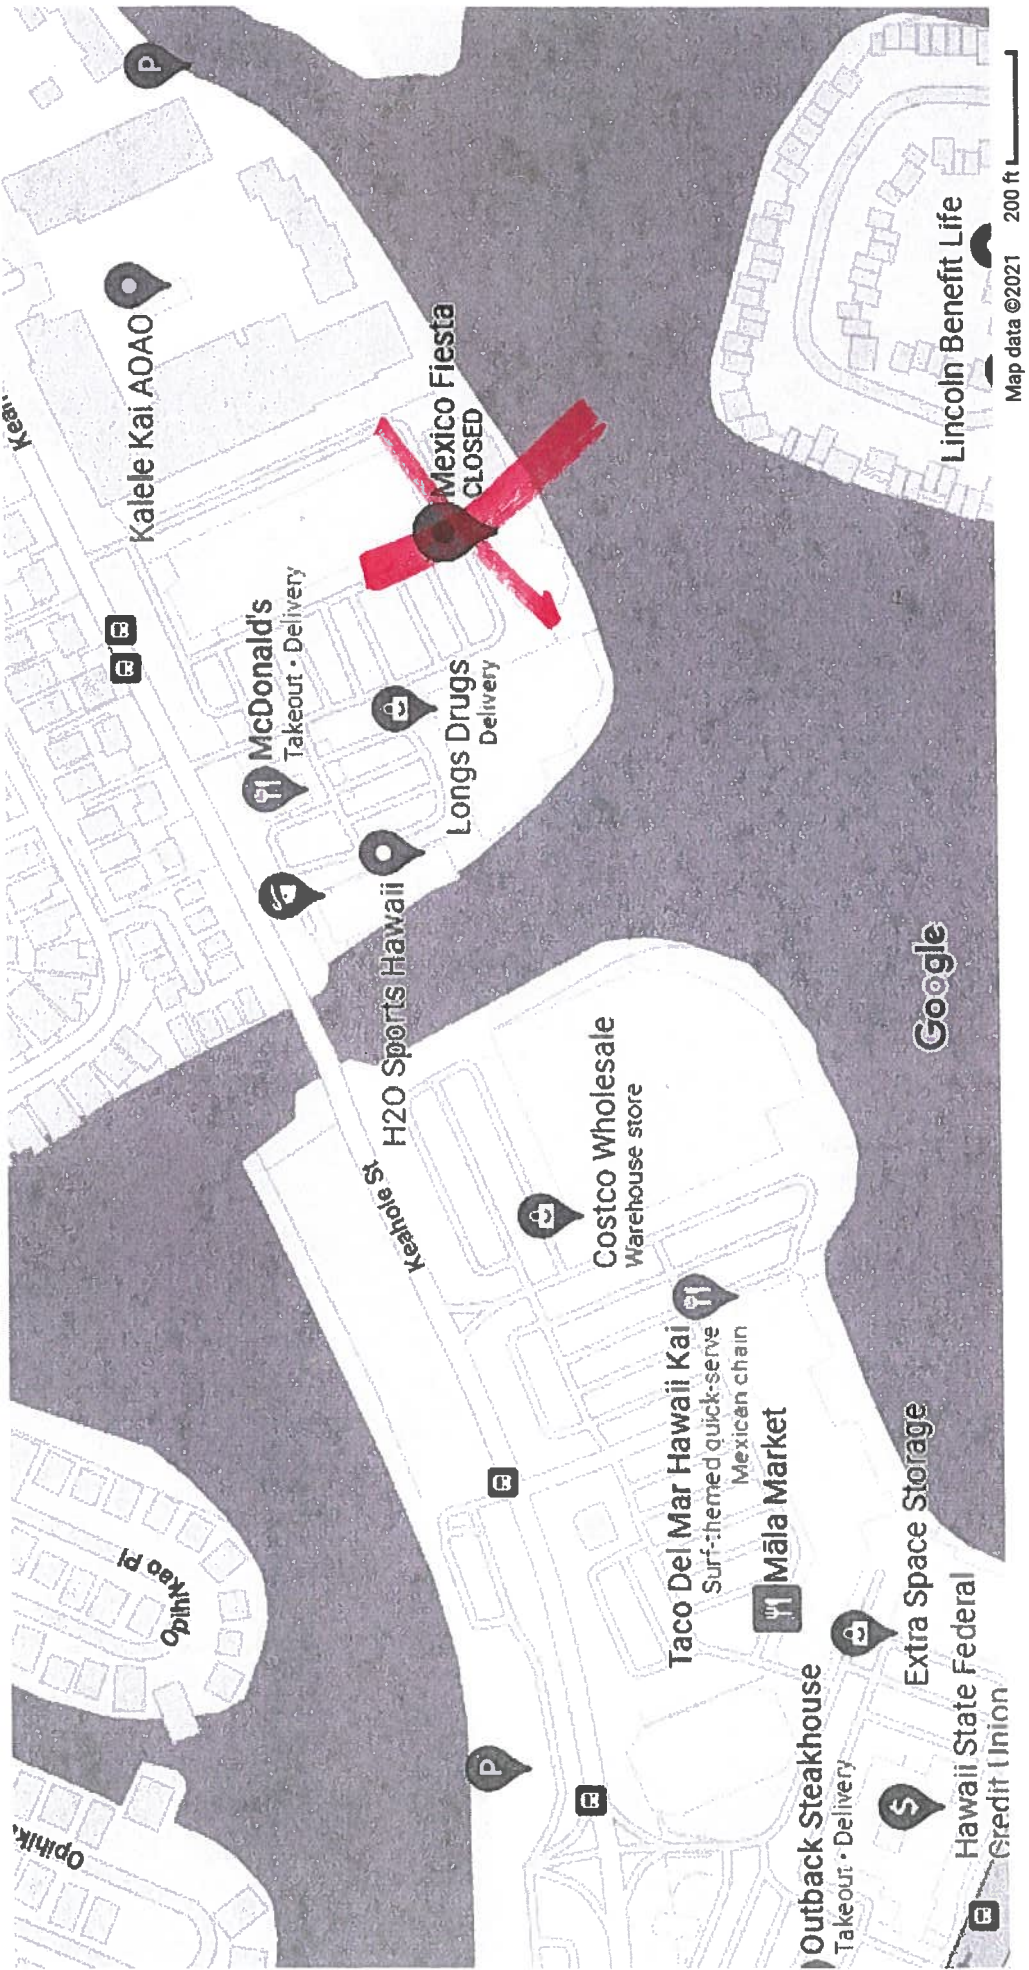 Keah
Kalele Kai AOAO
Mexico Fiesta
CLOSED
McDonald's
Takeout • Delivery
Longs Drugs
Delivery
H2O Sports Hawaii
Keahole St
Costco Wholesale
Warehouse store
Taco Del Mar Hawaii Kai
Surf-themed quick-serve
Mexican chain
Māla Market
Opihikao Pl
Opihik
Outback Steakhouse
Takeout • Delivery
Extra Space Storage
Hawaii State Federal
Credit Union
Lincoln Benefit Life
Google
Map data ©2021
200 ft
P
P
$